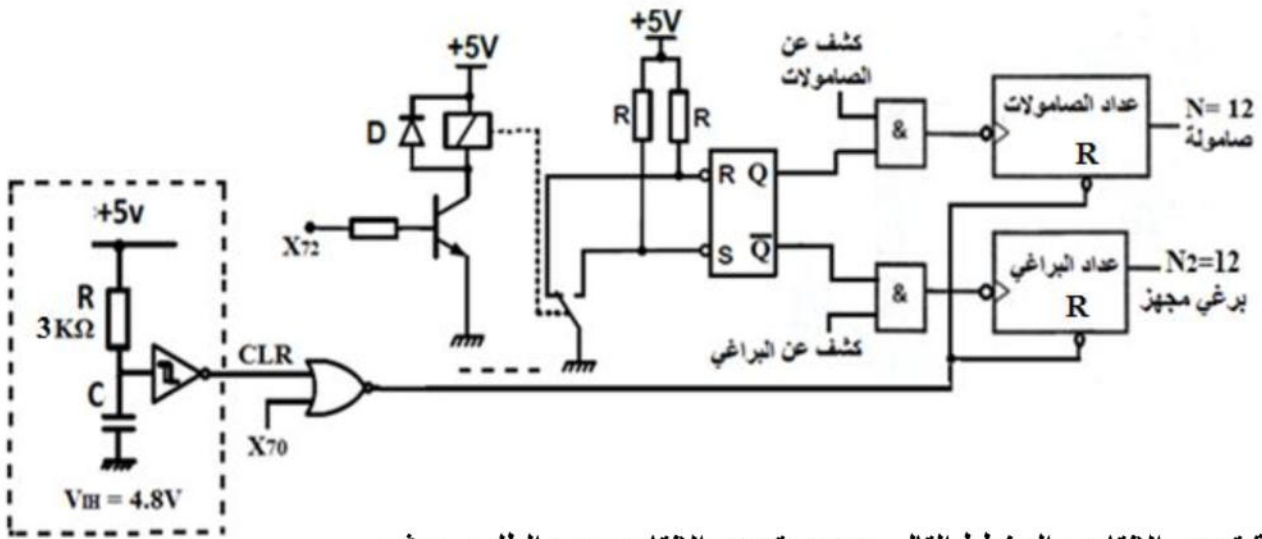 +5V
+5V
كشف عن
الصامولات
عداد الصامولات
R
N= 12
صامولة
D
R
R
&
R Q
S Q̅
+5v
X72
R
3KΩ
C
CLR
X70
VIH = 4.8V
&
كشف عن البراغي
عداد البراغي
R
N2=12
برغي مجهز